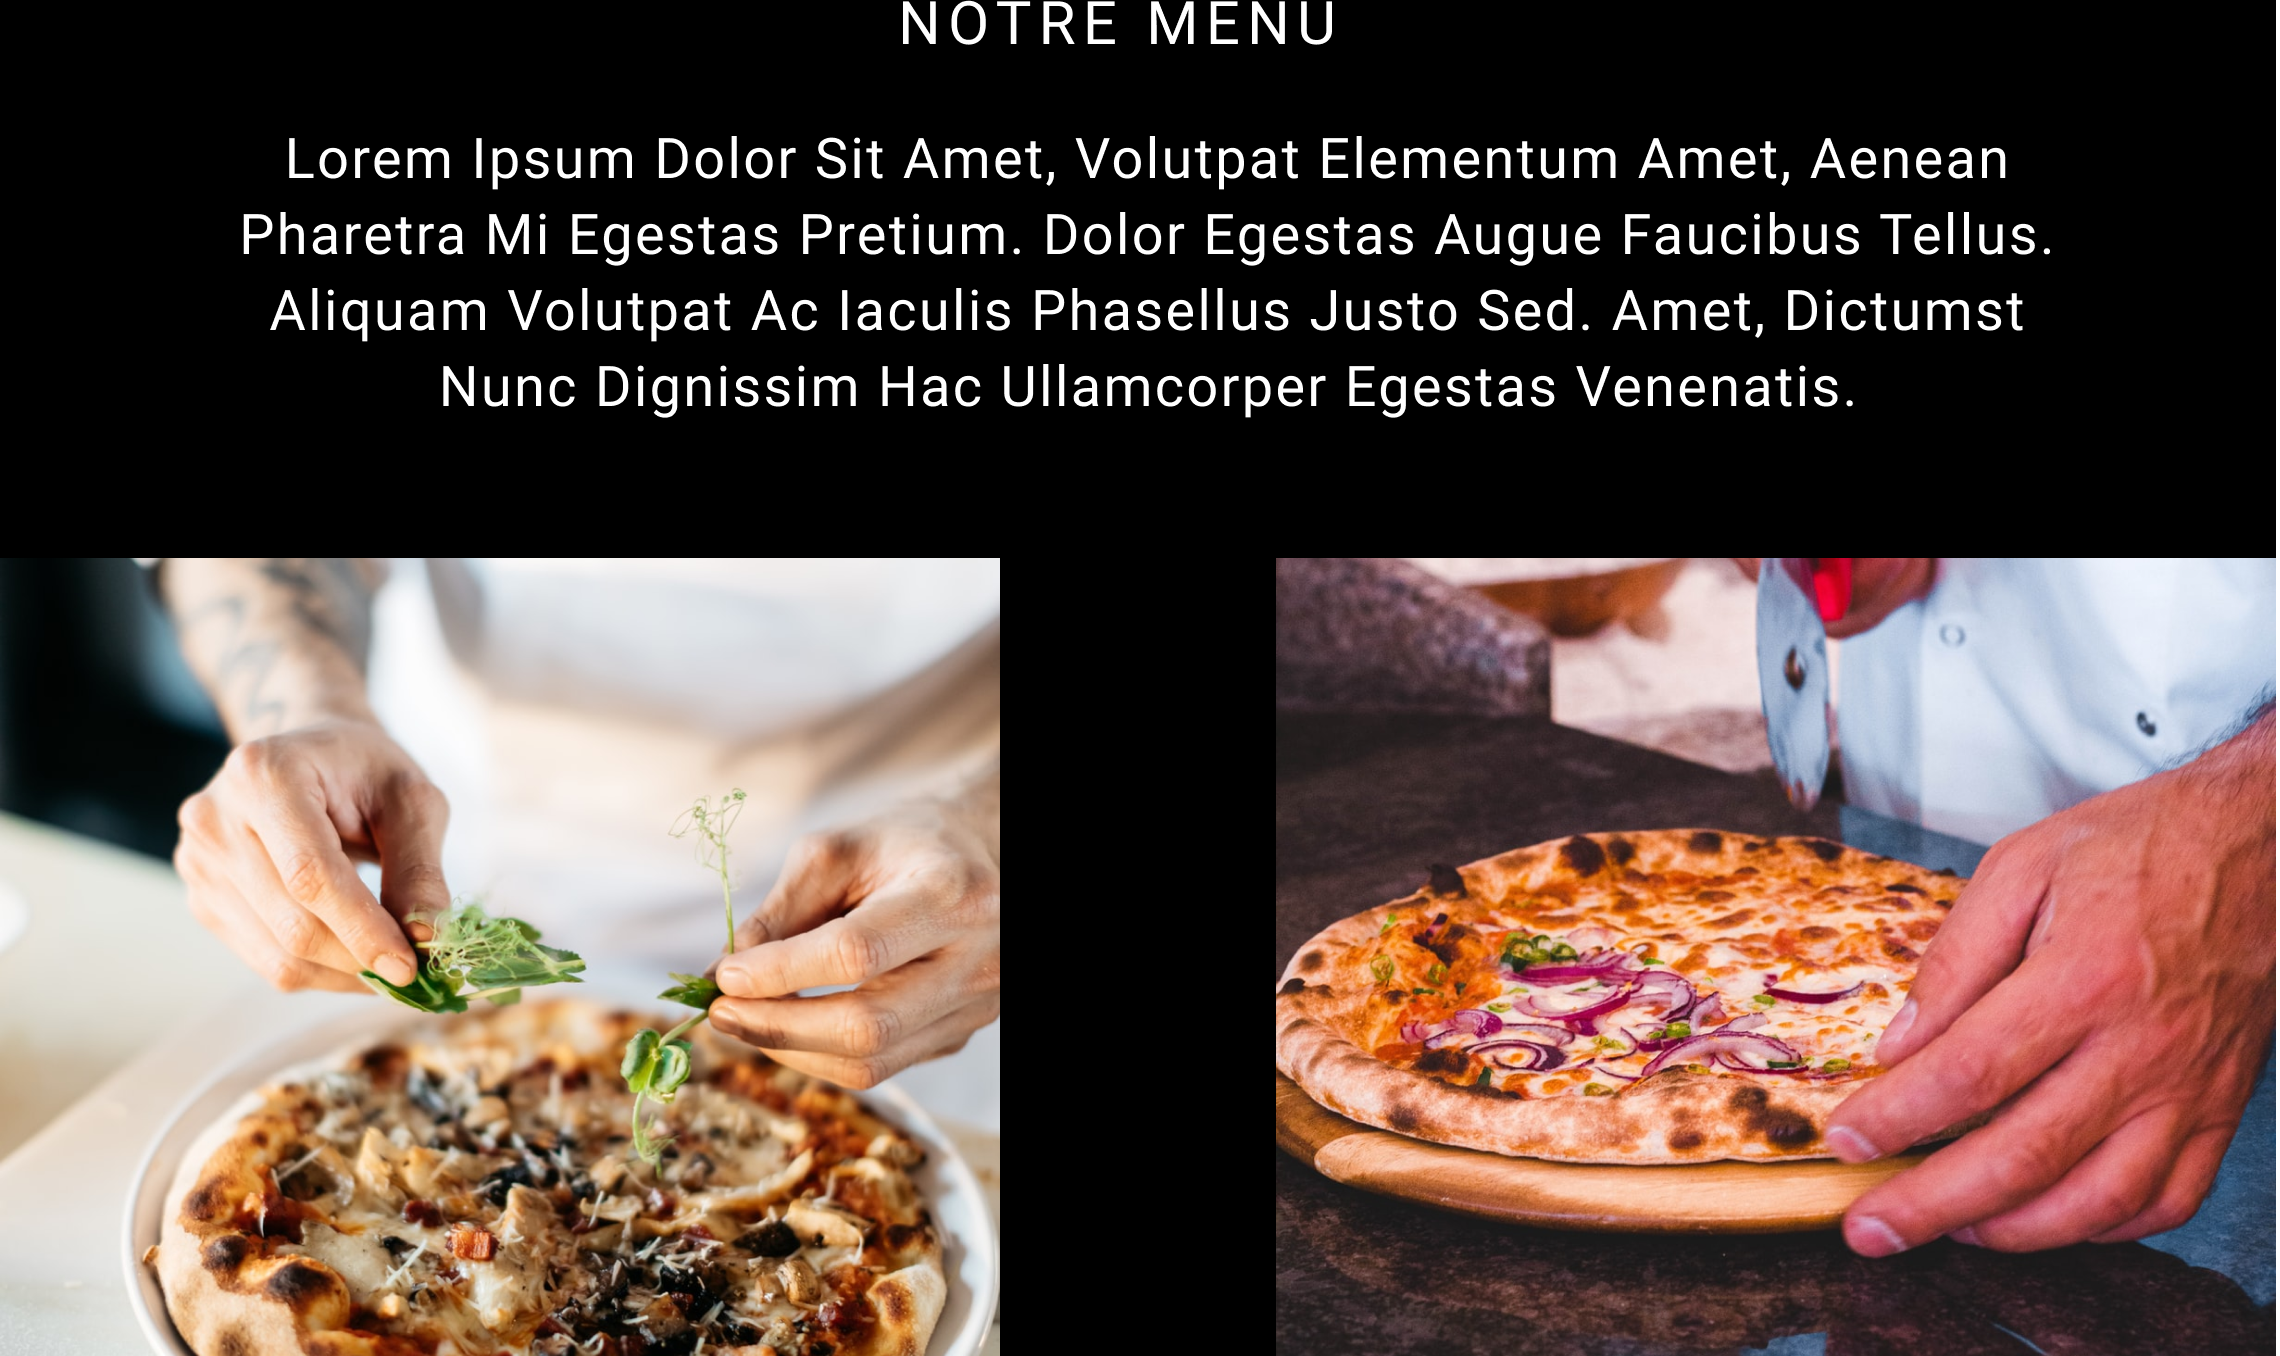 NOTRE MENU
Lorem Ipsum Dolor Sit Amet, Volutpat Elementum Amet, Aenean
Pharetra Mi Egestas Pretium. Dolor Egestas Augue Faucibus Tellus.
Aliquam Volutpat Ac Iaculis Phasellus Justo Sed. Amet, Dictumst
Nunc Dignissim Hac Ullamcorper Egestas Venenatis.